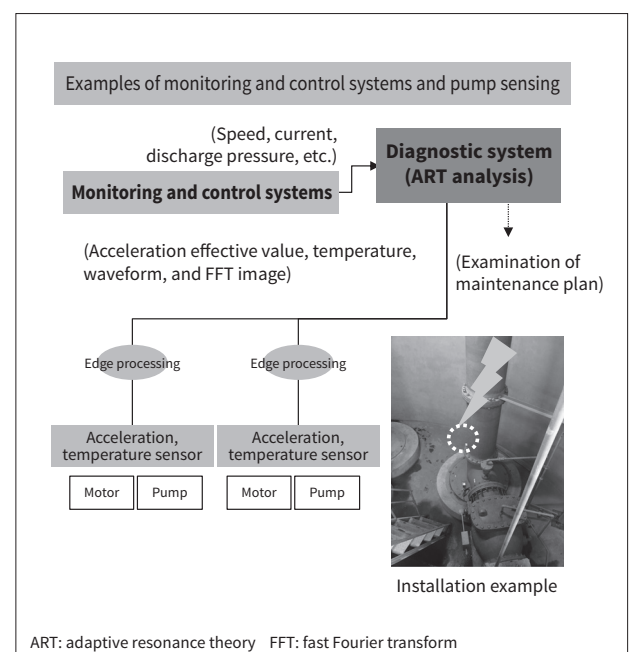 Examples of monitoring and control systems and pump sensing
(Speed, current,
discharge pressure, etc.)
Monitoring and control systems
Diagnostic system
(ART analysis)
(Acceleration effective value, temperature,
waveform, and FFT image)
(Examination of
maintenance plan)
Edge processing
Edge processing
Acceleration,
temperature sensor
Acceleration,
temperature sensor
Motor
Pump
Motor
Pump
Installation example
ART: adaptive resonance theory FFT: fast Fourier transform